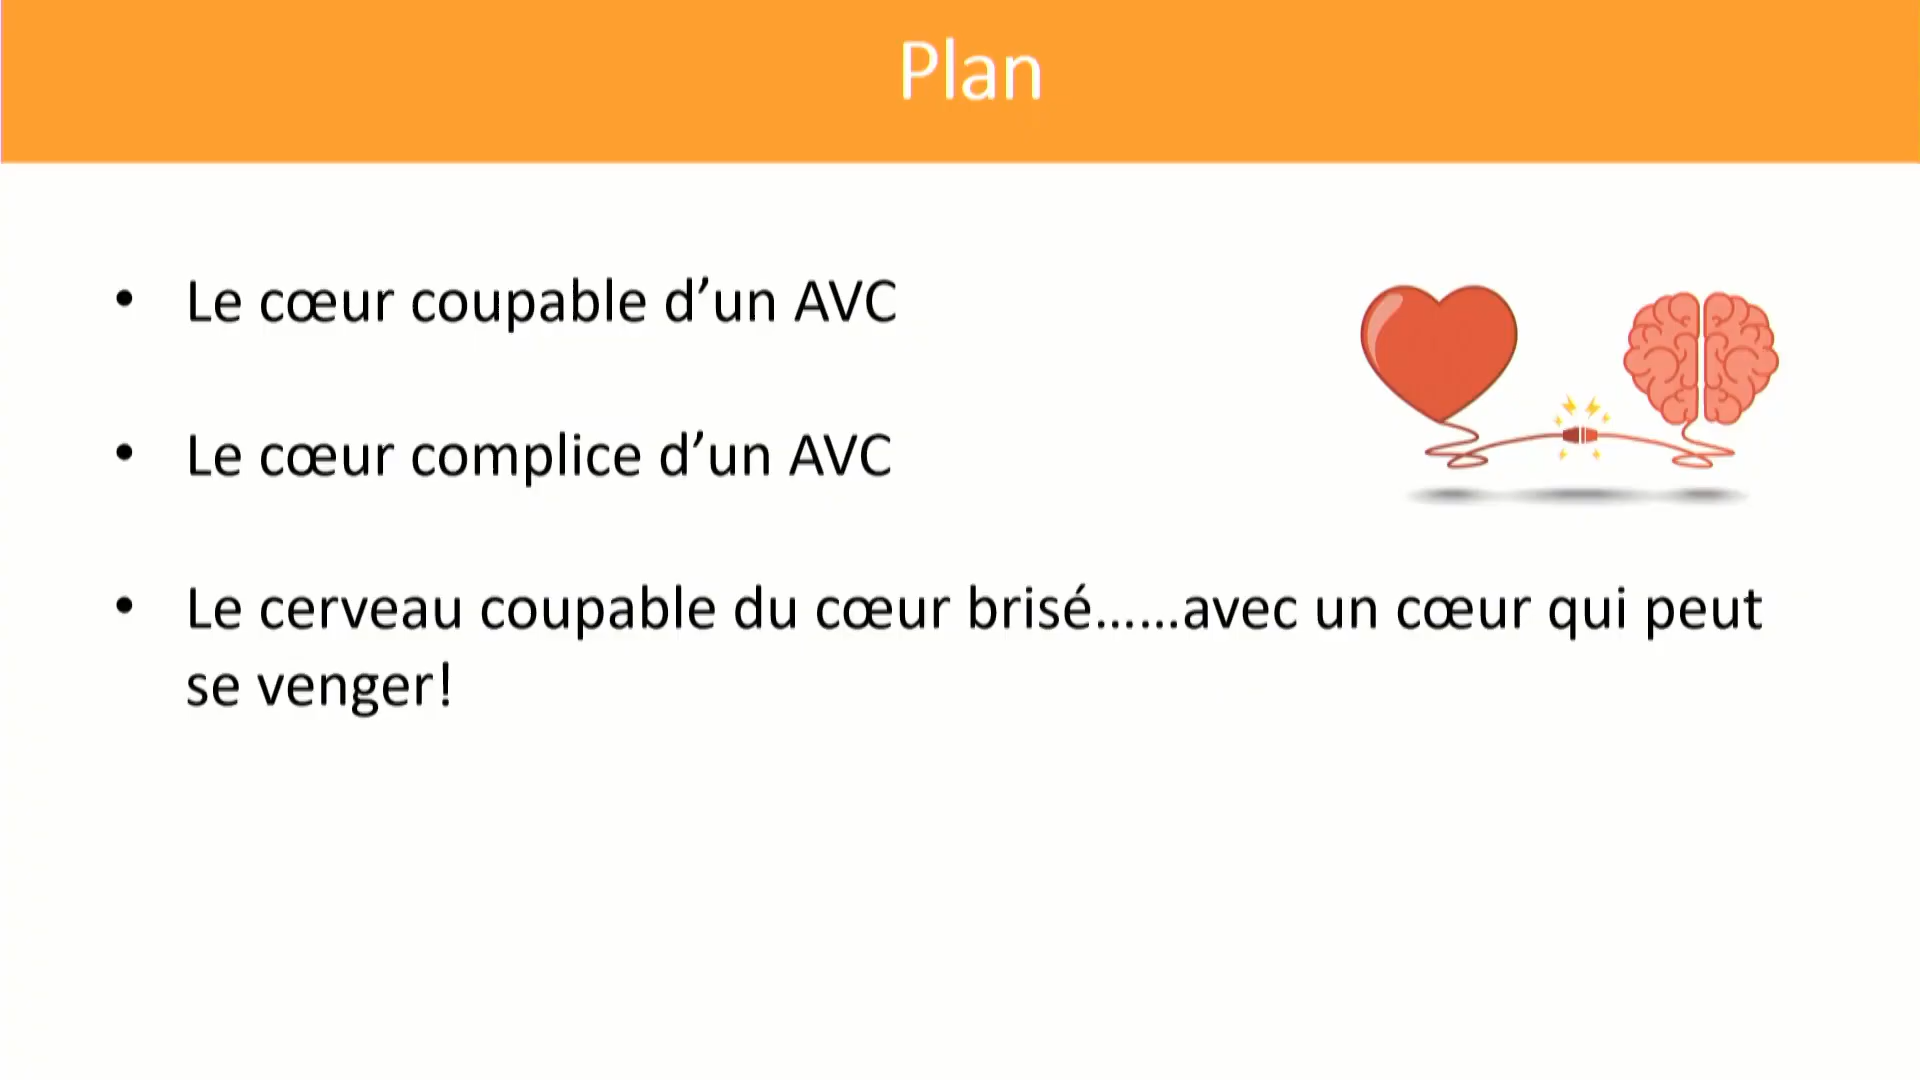 Plan
• Le cœur coupable d’un AVC
• Le cœur complice d’un AVC
• Le cerveau coupable du cœur brisé……avec un cœur qui peut
se venger!